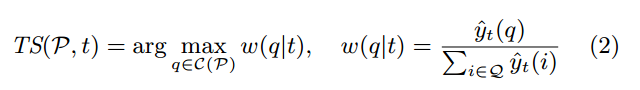 TS(𝒫, t) = arg max_{q∈𝒞(𝒫)} w(q|t), w(q|t) = ŷ_t(q) / ∑_{i∈𝒬} ŷ_t(i) (2)